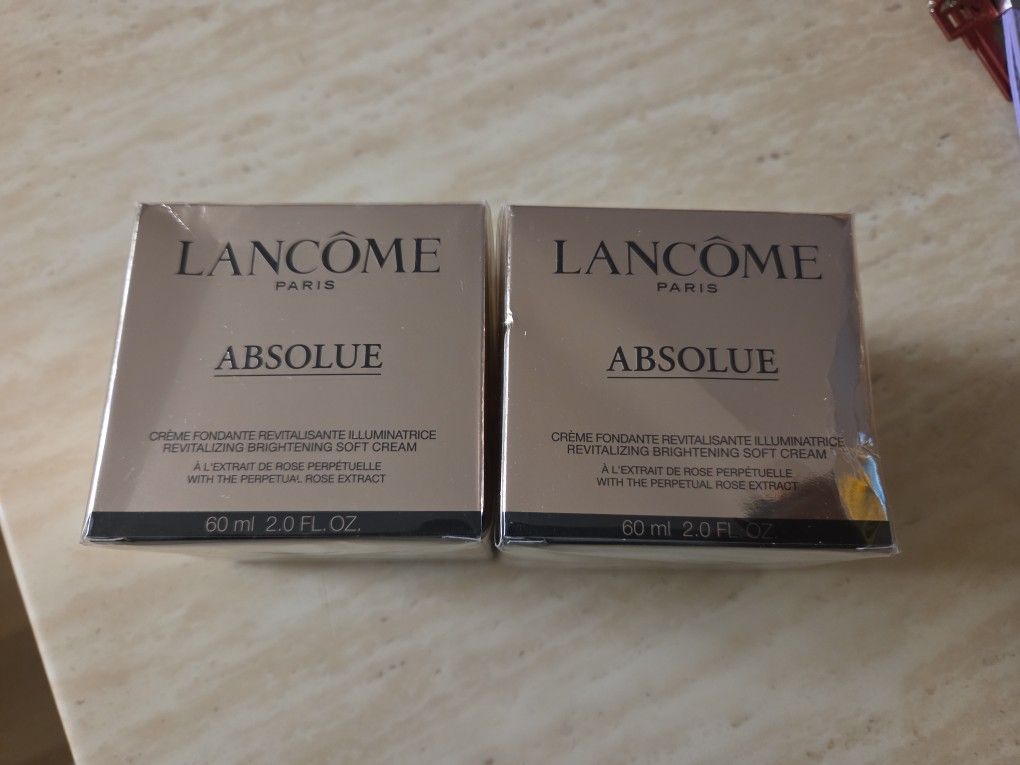 LANCÔME
PARIS
ABSOLUE
CRÈME FONDANTE REVITALISANTE ILLUMINATRICE
REVITALIZING BRIGHTENING SOFT CREAM
À L'EXTRAIT DE ROSE PERPÉTUELLE
WITH THE PERPETUAL ROSE EXTRACT
60 ml 2.0 FL. OZ.
LANCÔME
PARIS
ABSOLUE
CRÈME FONDANTE REVITALISANTE ILLUMINATRICE
REVITALIZING BRIGHTENING SOFT CREAM
À L'EXTRAIT DE ROSE PERPÉTUELLE
WITH THE PERPETUAL ROSE EXTRACT
60 ml 2.0 FL. OZ.